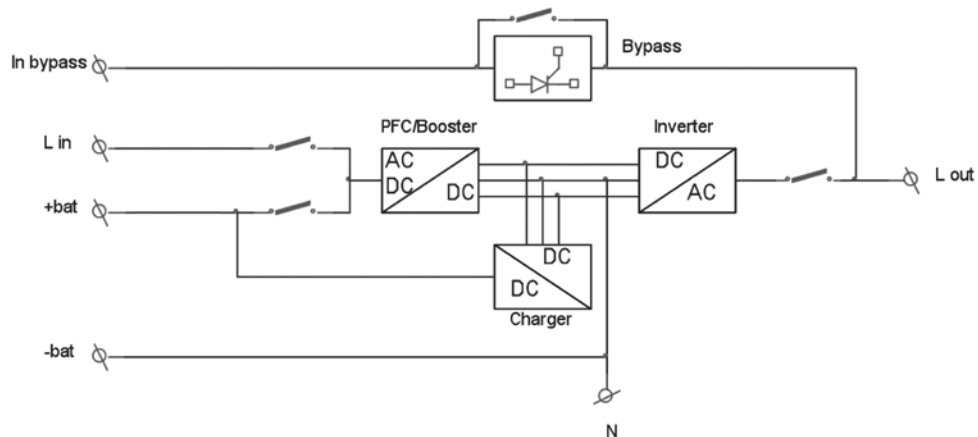 In bypass
Bypass
L in
PFC/Booster
Inverter
AC
DC
DC
DC
AC
L out
+bat
DC
DC
Charger
-bat
N